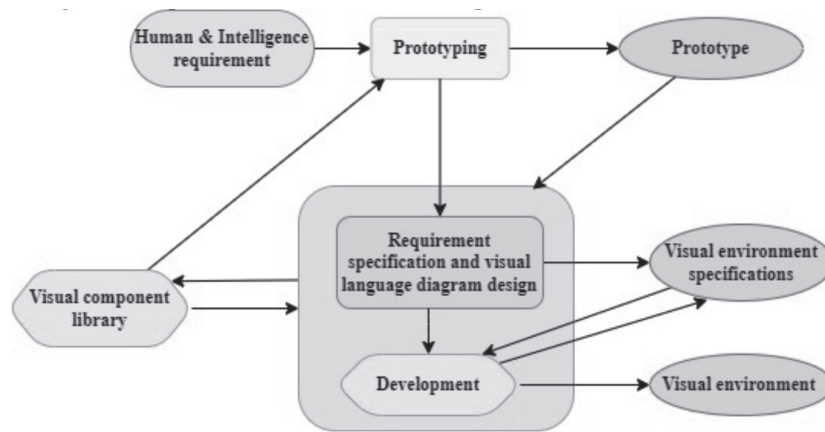 Human & Intelligence
requirement
Prototyping
Prototype
Requirement
specification and visual
language diagram design
Visual environment
specifications
Visual component
library
Development
Visual environment